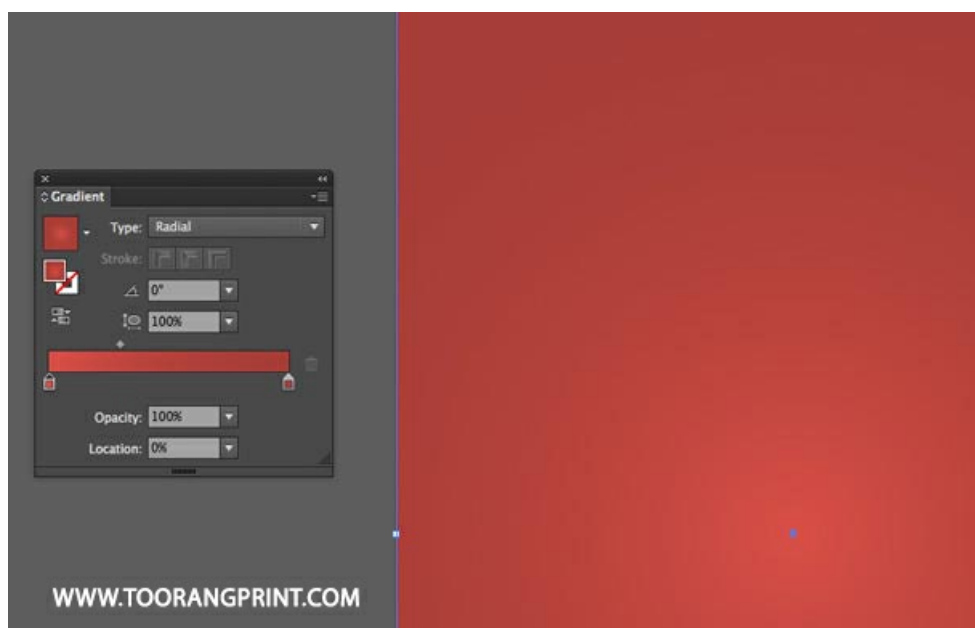 Gradient
Type: Radial
Stroke:
0°
100%
Opacity: 100%
Location: 0%
WWW.TOORANGPRINT.COM